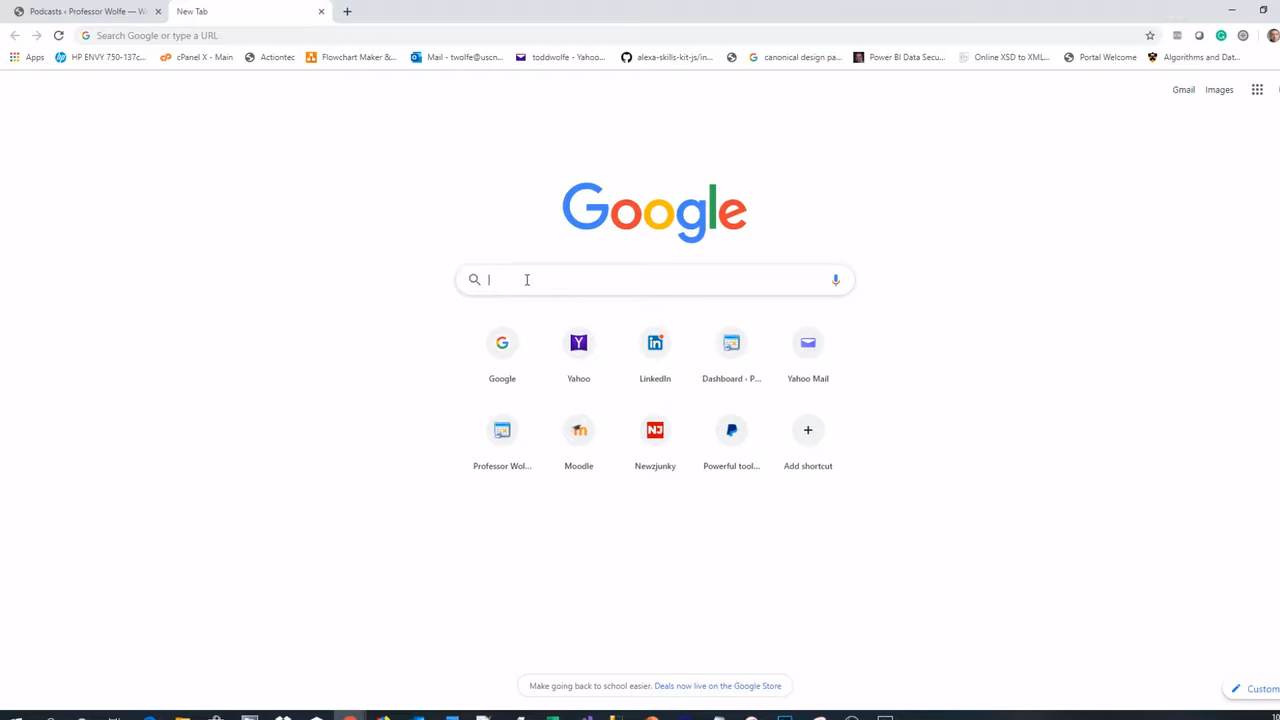 Podcasts ‹ Professor Wolfe — W
New Tab
Search Google or type a URL
Apps
HP ENVY 750-137c...
cPanel X - Main
Actiontec
Flowchart Maker &...
Mail - twolfe@uscn...
toddwolfe - Yahoo...
alexa-skills-kit-js/in...
canonical design pa...
Power BI Data Secu...
Online XSD to XML...
Portal Welcome
Algorithms and Dat...
Gmail
Images
Google
Google
Yahoo
LinkedIn
Dashboard - P...
Yahoo Mail
Professor Wol...
Moodle
Newzjunky
Powerful tool...
Add shortcut
Make going back to school easier. Deals now live on the Google Store
Custom